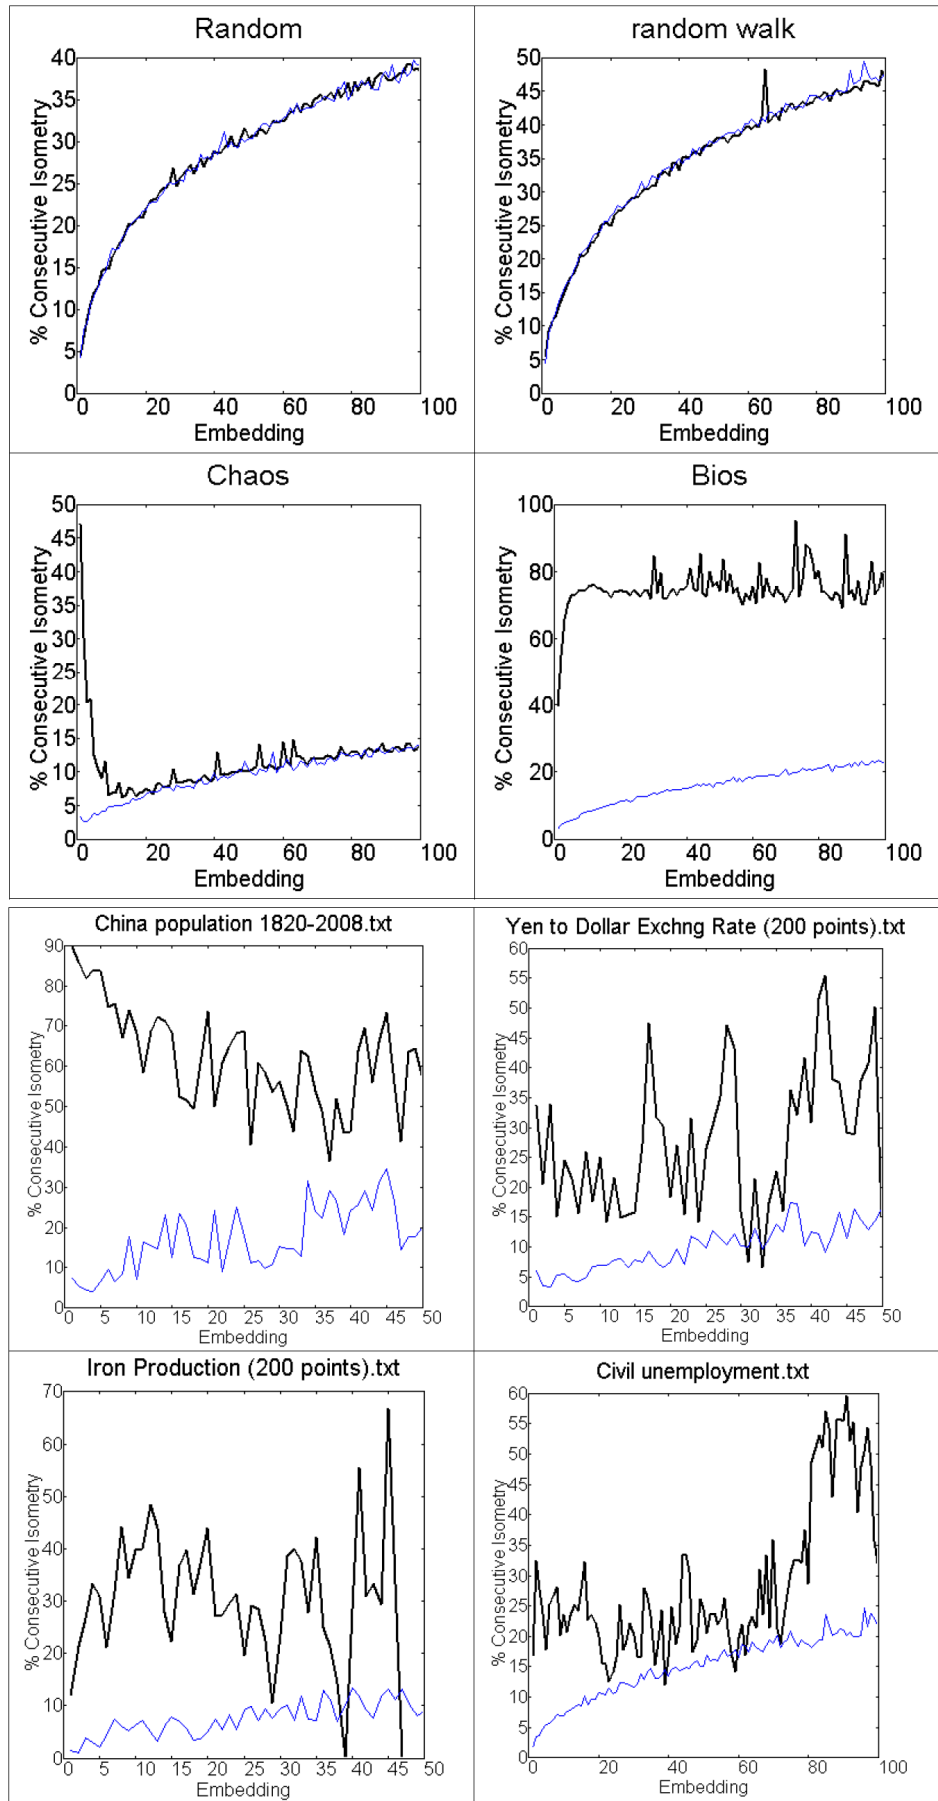 Random
random walk
40
35
30
25
20
15
10
5
0
% Consecutive Isometry
0 20 40 60 80 100
Embedding
50
45
40
35
30
25
20
15
10
5
0
% Consecutive Isometry
0 20 40 60 80 100
Embedding
Chaos
Bios
50
45
40
35
30
25
20
15
10
5
0
% Consecutive Isometry
0 20 40 60 80 100
Embedding
100
80
60
40
20
0
% Consecutive Isometry
0 20 40 60 80 100
Embedding
China population 1820-2008.txt
90
80
70
60
50
40
30
20
10
0
% Consecutive Isometry
0 5 10 15 20 25 30 35 40 45 50
Embedding
Yen to Dollar Exchng Rate (200 points).txt
60
55
50
45
40
35
30
25
20
15
10
5
0
% Consecutive Isometry
0 5 10 15 20 25 30 35 40 45 50
Embedding
Iron Production (200 points).txt
70
60
50
40
30
20
10
0
% Consecutive Isometry
0 5 10 15 20 25 30 35 40 45 50
Embedding
Civil unemployment.txt
60
55
50
45
40
35
30
25
20
15
10
5
0
% Consecutive Isometry
0 20 40 60 80 100
Embedding